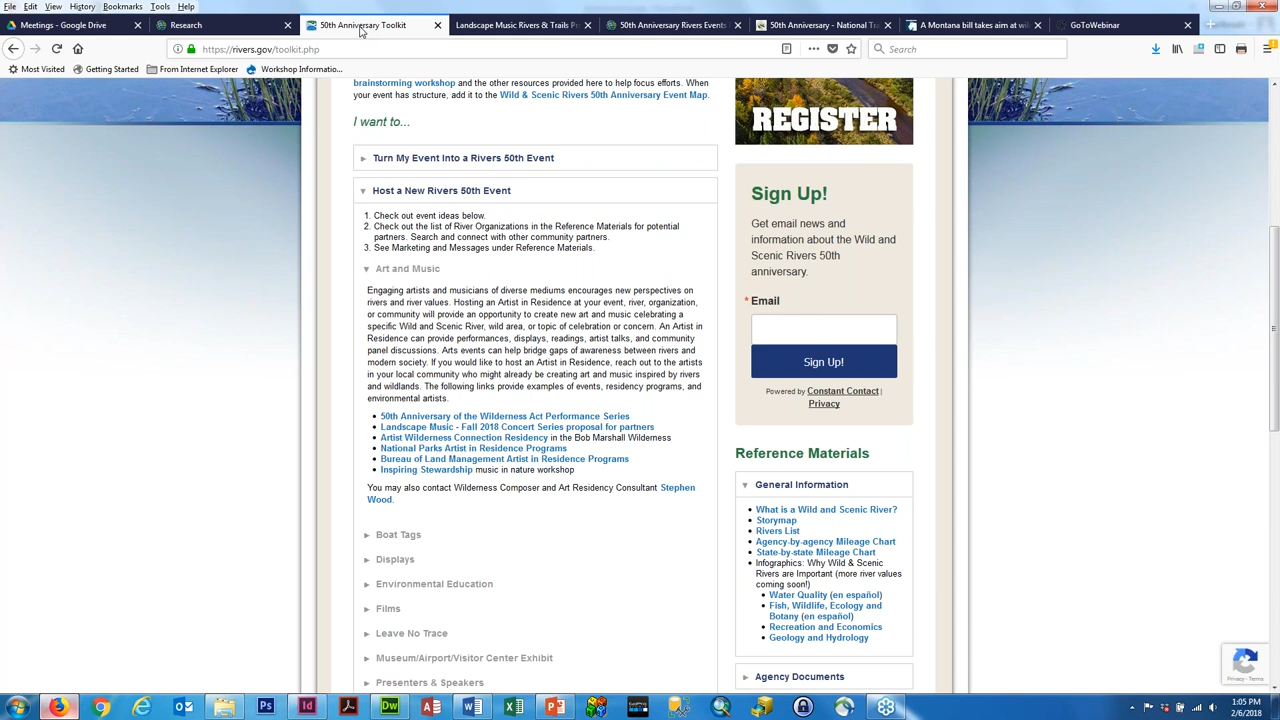 File Edit View History Bookmarks Tools Help
Meetings - Google Drive × Research × 50th Anniversary Toolkit × Landscape Music Rivers & Trails Pr × 50th Anniversary Rivers Events × 50th Anniversary - National Tra × A Montana bill takes aim at wil × GoToWebinar ×
https://rivers.gov/toolkit.php Search
Most Visited Getting Started From Internet Explorer Workshop Informatio...
brainstorming workshop and the other resources provided here to help focus efforts. When
your event has structure, add it to the Wild & Scenic Rivers 50th Anniversary Event Map.
I want to...
Turn My Event Into a Rivers 50th Event
Host a New Rivers 50th Event
1. Check out event ideas below.
2. Check out the list of River Organizations in the Reference Materials for potential
partners. Search and connect with other community partners.
3. See Marketing and Messages under Reference Materials.
Art and Music
Engaging artists and musicians of diverse mediums encourages new perspectives on
rivers and river values. Hosting an Artist in Residence at your event, river, organization,
or community will provide an opportunity to create new art and music celebrating a
specific Wild and Scenic River, wild area, or topic of celebration or concern. An Artist in
Residence can provide performances, displays, readings, artist talks, and community
panel discussions. Arts events can help bridge gaps of awareness between rivers and
modern society. If you would like to host an Artist in Residence, reach out to the artists
in your local community who might already be creating art and music inspired by rivers
and wildlands. The following links provide examples of events, residency programs, and
environmental artists.
• 50th Anniversary of the Wilderness Act Performance Series
• Landscape Music - Fall 2018 Concert Series proposal for partners
• Artist Wilderness Connection Residency in the Bob Marshall Wilderness
• National Parks Artist in Residence Programs
• Bureau of Land Management Artist in Residence Programs
• Inspiring Stewardship music in nature workshop
You may also contact Wilderness Composer and Art Residency Consultant Stephen
Wood.
Boat Tags
Displays
Environmental Education
Films
Leave No Trace
Museum/Airport/Visitor Center Exhibit
Presenters & Speakers
REGISTER
Sign Up!
Get email news and
information about the Wild and
Scenic Rivers 50th
anniversary.
* Email
Sign Up!
Powered by Constant Contact |
Privacy
Reference Materials
General Information
• What is a Wild and Scenic River?
• Storymap
• Rivers List
• Agency-by-agency Mileage Chart
• State-by-state Mileage Chart
• Infographics: Why Wild & Scenic
Rivers are Important (more river values
coming soon!)
• Water Quality (en español)
• Fish, Wildlife, Ecology and
Botany (en español)
• Recreation and Economics
• Geology and Hydrology
Agency Documents
Privacy - Terms
Ps Id Dw
1:05 PM
2/6/2018